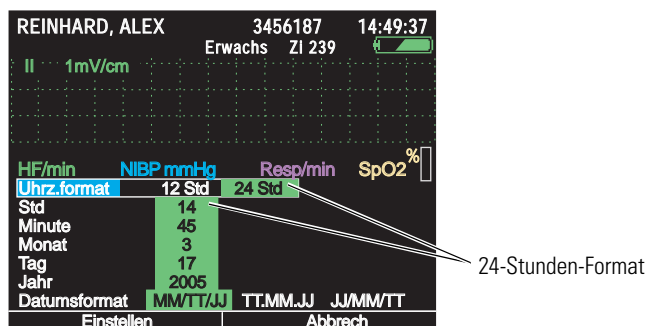 REINHARD, ALEX 3456187 14:49:37
Erwachs ZI 239
II 1mV/cm
HF/min NIBP mmHg Resp/min SpO2 %
Uhrz.format 12 Std 24 Std
Std 14
Minute 45
Monat 3
Tag 17
Jahr 2005
Datumsformat MM/TT/JJ TT.MM.JJ JJ/MM/TT
Einstellen Abbrech
24-Stunden-Format